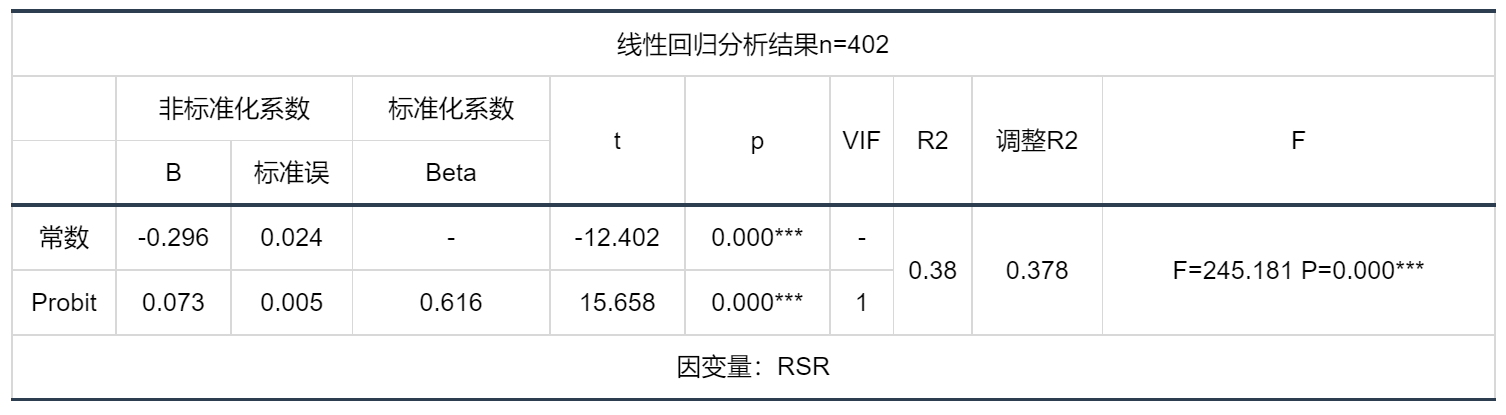 线性回归分析结果n=402
非标准化系数 标准化系数 t p VIF R2 调整R2 F
B 标准误 Beta
常数 -0.296 0.024 - -12.402 0.000*** - 0.38 0.378 F=245.181 P=0.000***
Probit 0.073 0.005 0.616 15.658 0.000*** 1
因变量：RSR